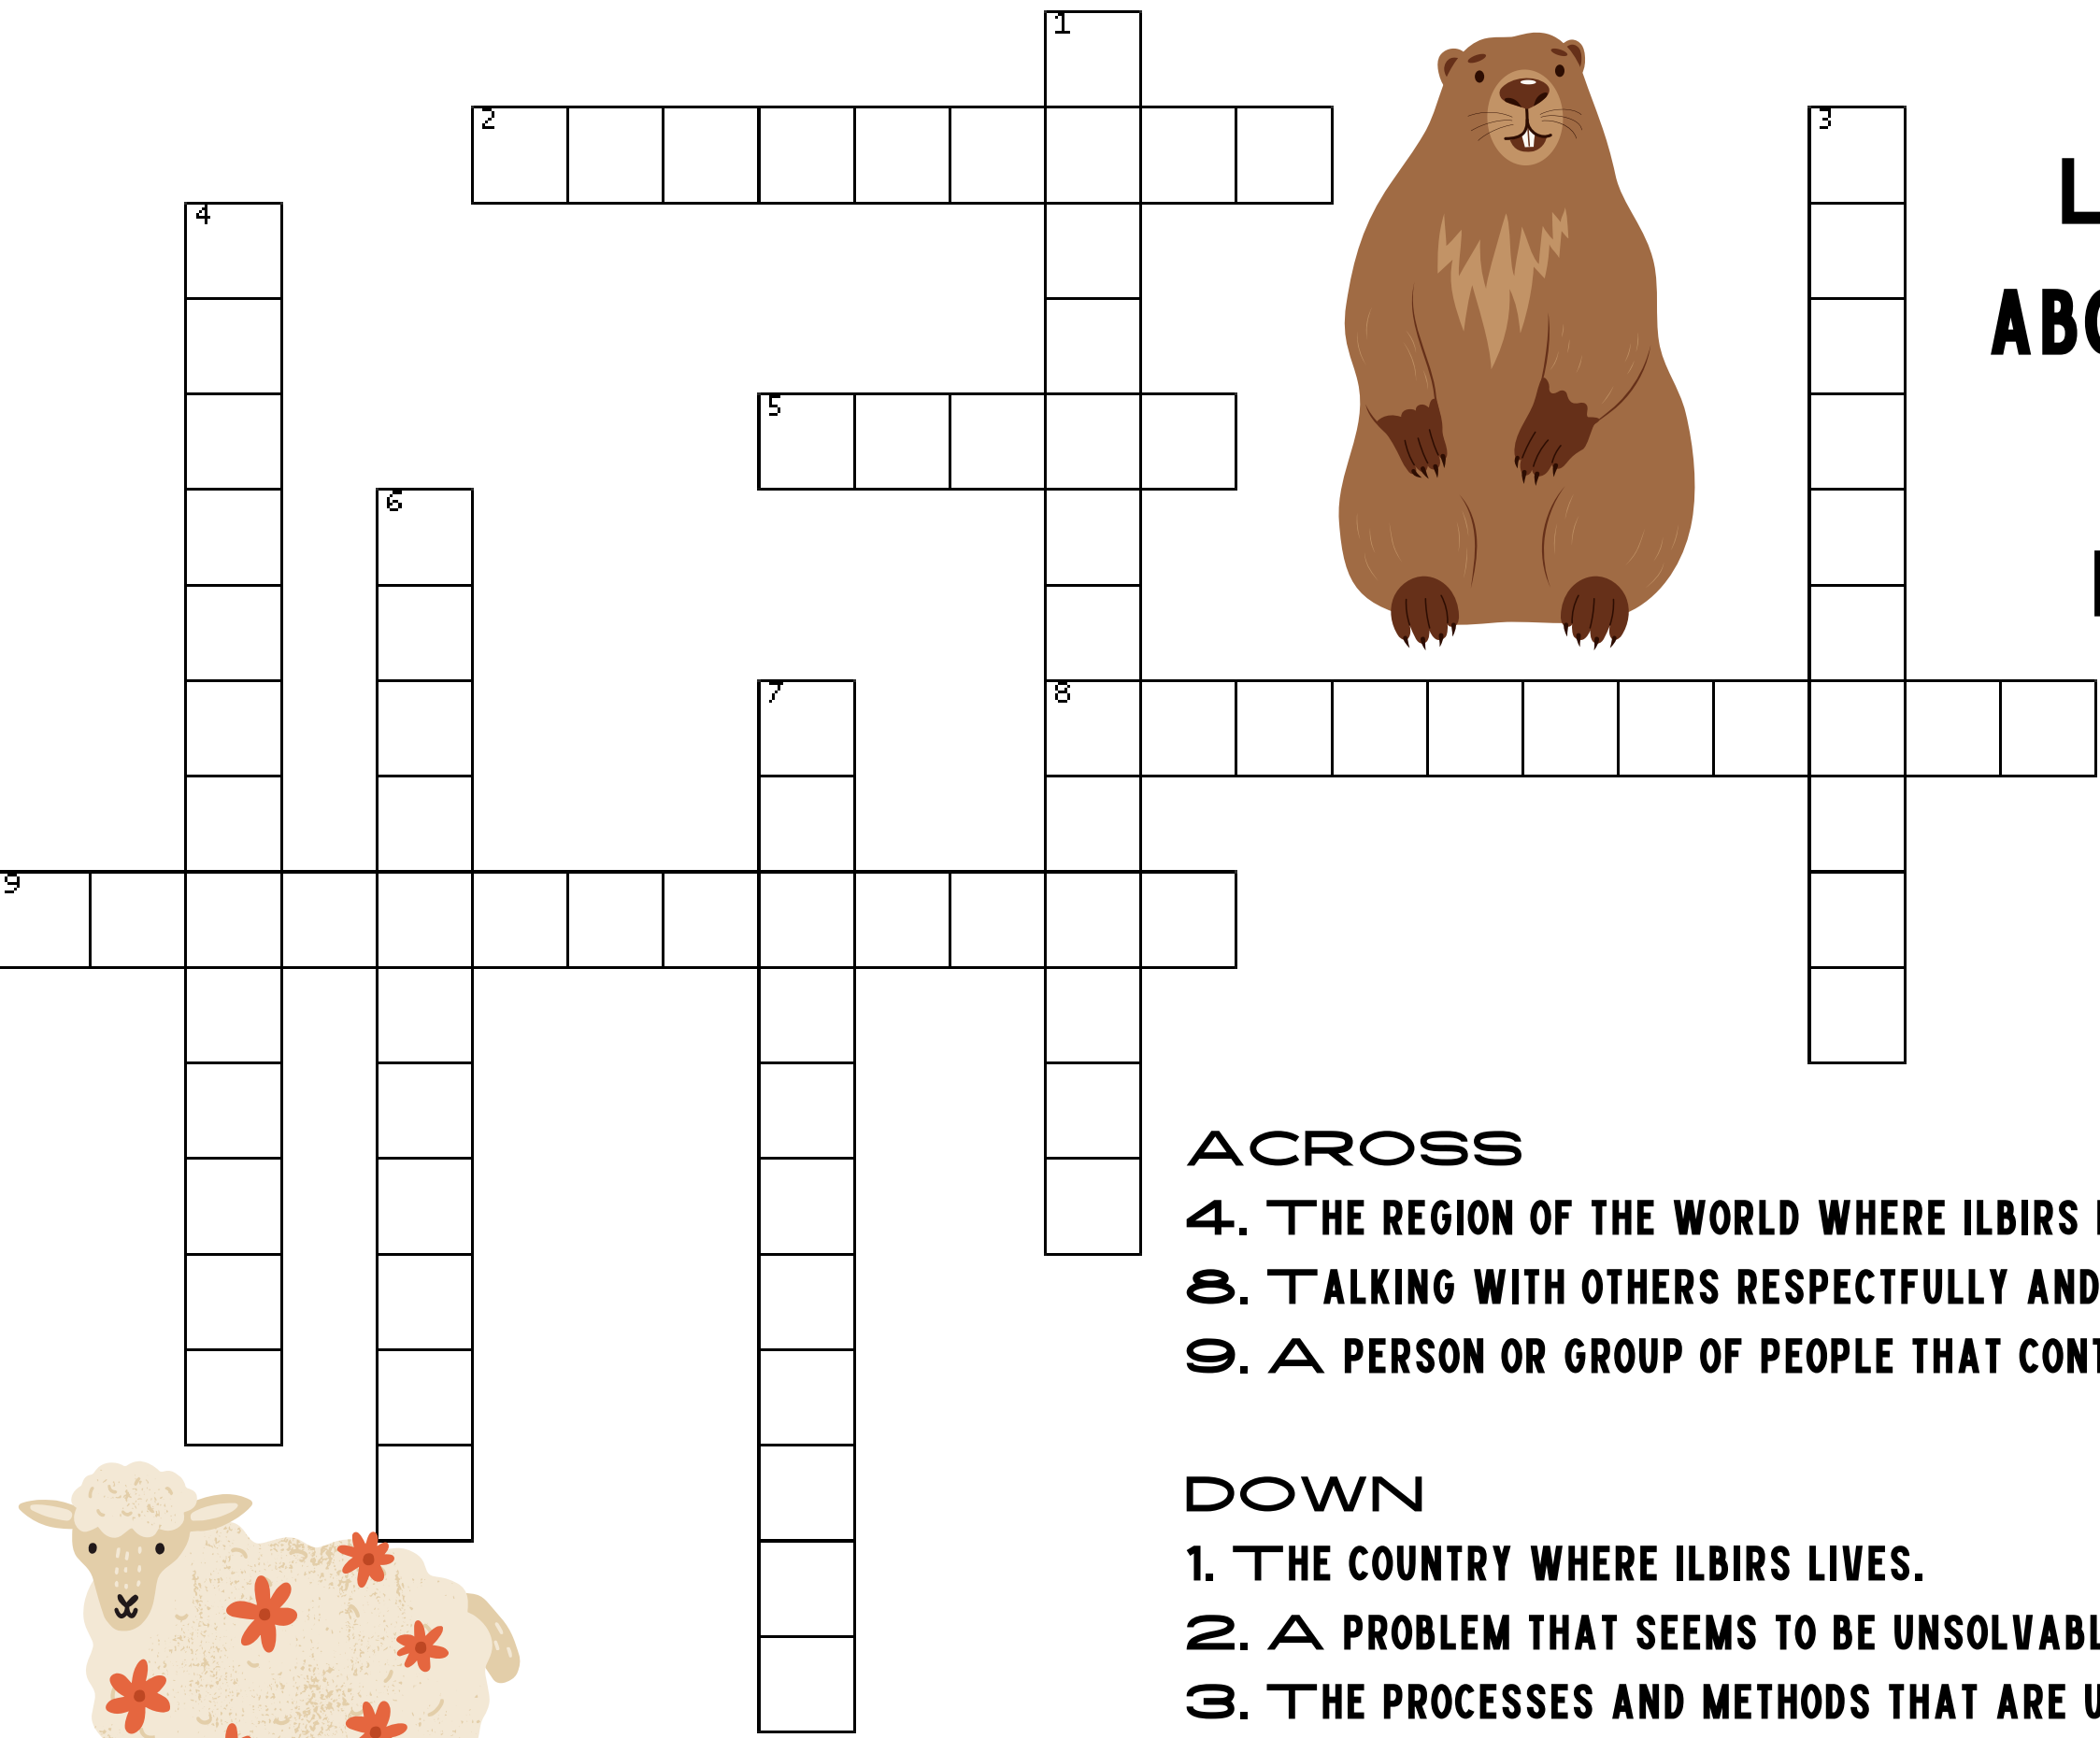 1
2
3
L
4
5
6
7
8
9
ACROSS
4. THE REGION OF THE WORLD WHERE ILBIRS
8. TALKING WITH OTHERS RESPECTFULLY AND
9. A PERSON OR GROUP OF PEOPLE THAT
DOWN
1. THE COUNTRY WHERE ILBIRS LIVES.
2. A PROBLEM THAT SEEMS TO BE
3. THE PROCESSES AND METHODS THAT ARE